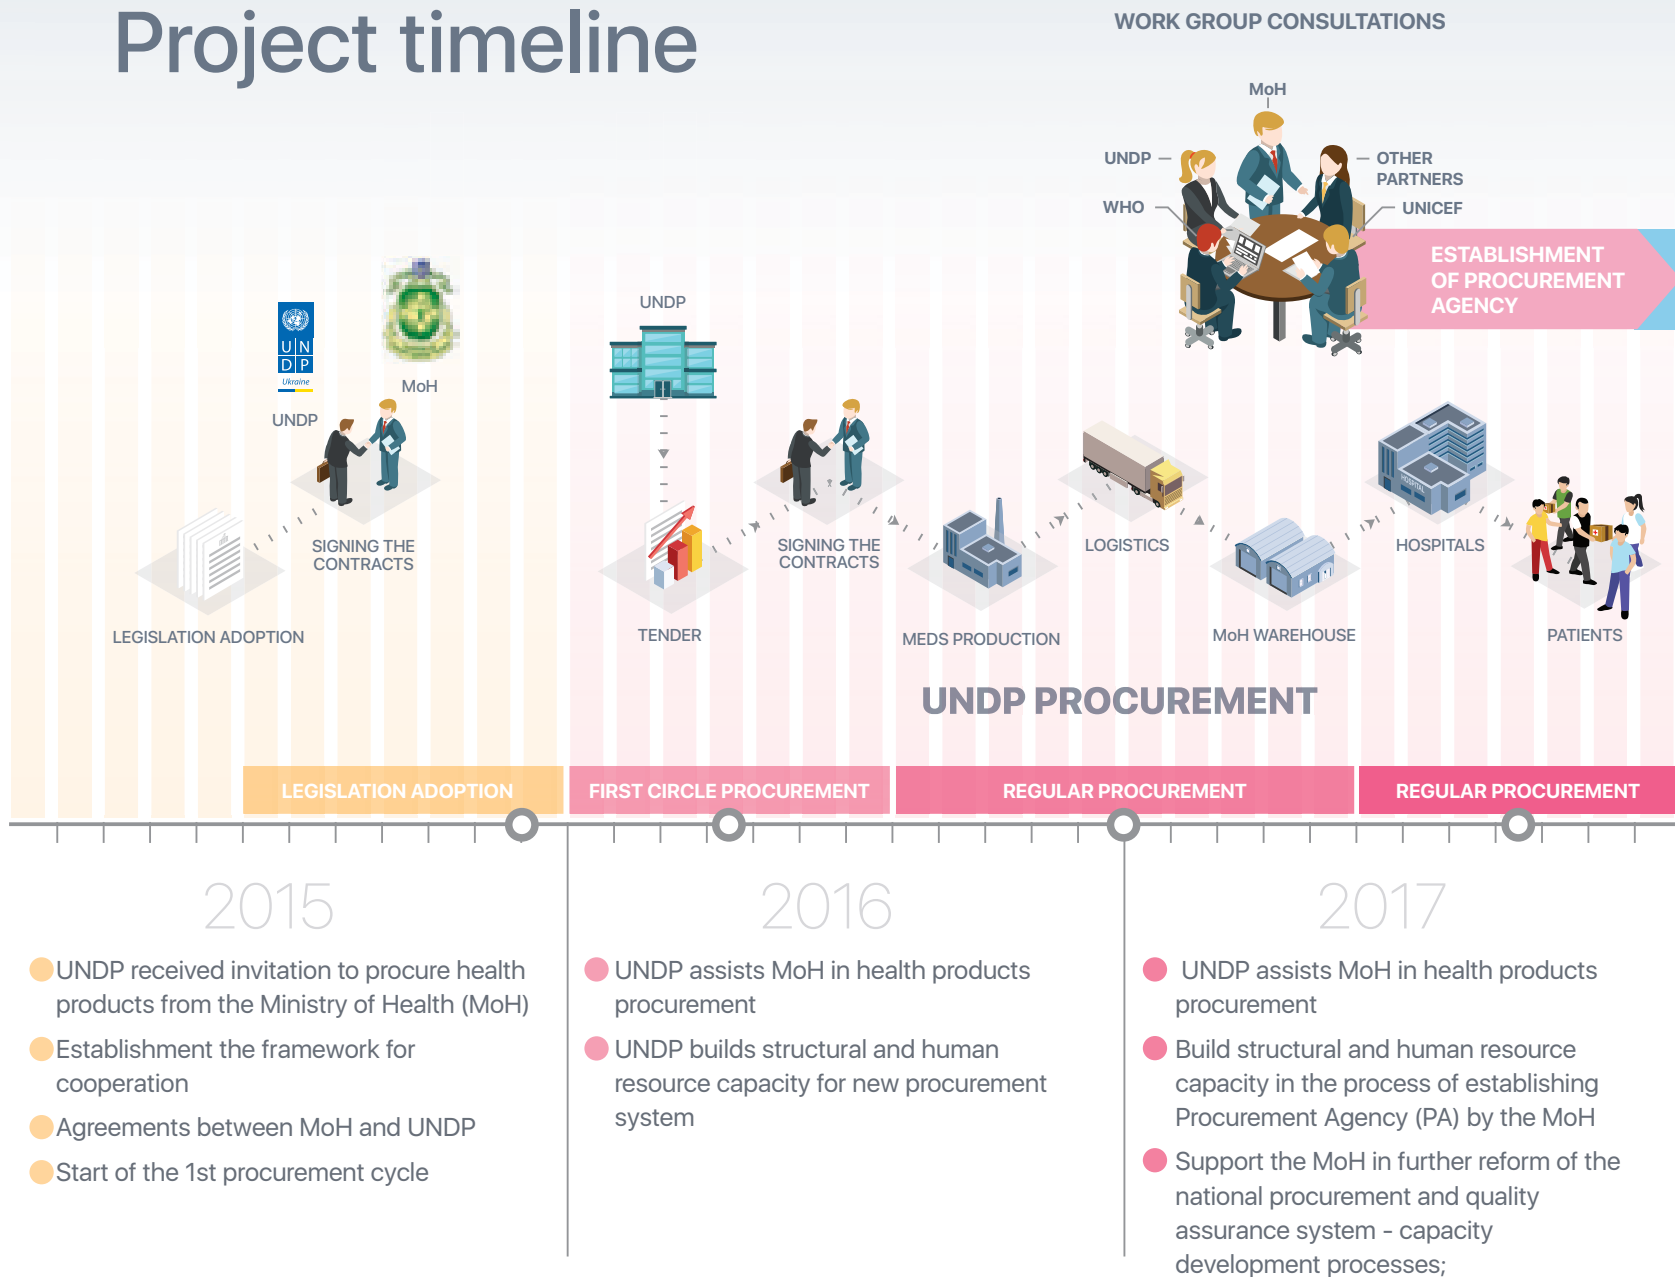 Project timeline
WORK GROUP CONSULTATIONS
MoH
UNDP
OTHER
PARTNERS
WHO
UNICEF
ESTABLISHMENT
OF PROCUREMENT
AGENCY
UN
DP
Ukraine
MoH
UNDP
UNDP
SIGNING THE
CONTRACTS
LEGISLATION ADOPTION
TENDER
SIGNING THE
CONTRACTS
MEDS PRODUCTION
LOGISTICS
MoH WAREHOUSE
HOSPITAL
HOSPITALS
PATIENTS
UNDP PROCUREMENT
LEGISLATION ADOPTION
FIRST CIRCLE PROCUREMENT
REGULAR PROCUREMENT
REGULAR PROCUREMENT
2015
UNDP received invitation to procure health
products from the Ministry of Health (MoH)
Establishment the framework for
cooperation
Agreements between MoH and UNDP
Start of the 1st procurement cycle
2016
UNDP assists MoH in health products
procurement
UNDP builds structural and human
resource capacity for new procurement
system
2017
UNDP assists MoH in health products
procurement
Build structural and human resource
capacity in the process of establishing
Procurement Agency (PA) by the MoH
Support the MoH in further reform of the
national procurement and quality
assurance system - capacity
development processes;